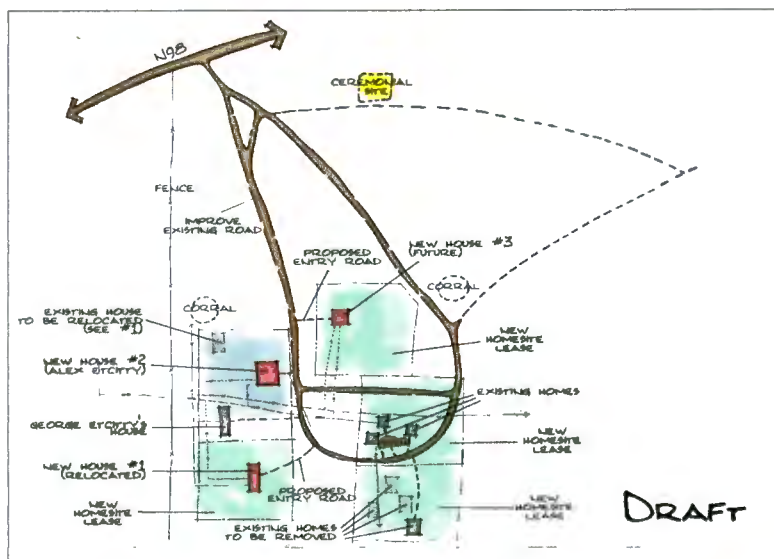 N98
CEREMONIAL
SITE
FENCE
IMPROVE
EXISTING ROAD
PROPOSED
ENTRY ROAD
NEW HOUSE #3
(FUTURE)
CORRAL
CORRAL
EXISTING HOUSE
TO BE RELOCATED
(SEE #1)
NEW HOUSE #2
(ALEX ETCITTY)
NEW
HOMESITE
LEASE
EXISTING HOMES
GEORGE ETCITTY'S
HOUSE
NEW HOMESITE
LEASE
NEW HOUSE #1
(RELOCATED)
PROPOSED
ENTRY ROAD
NEW
HOMESITE
LEASE
EXISTING HOMES
TO BE REMOVED
NEW
HOMESITE
LEASE
DRAFT